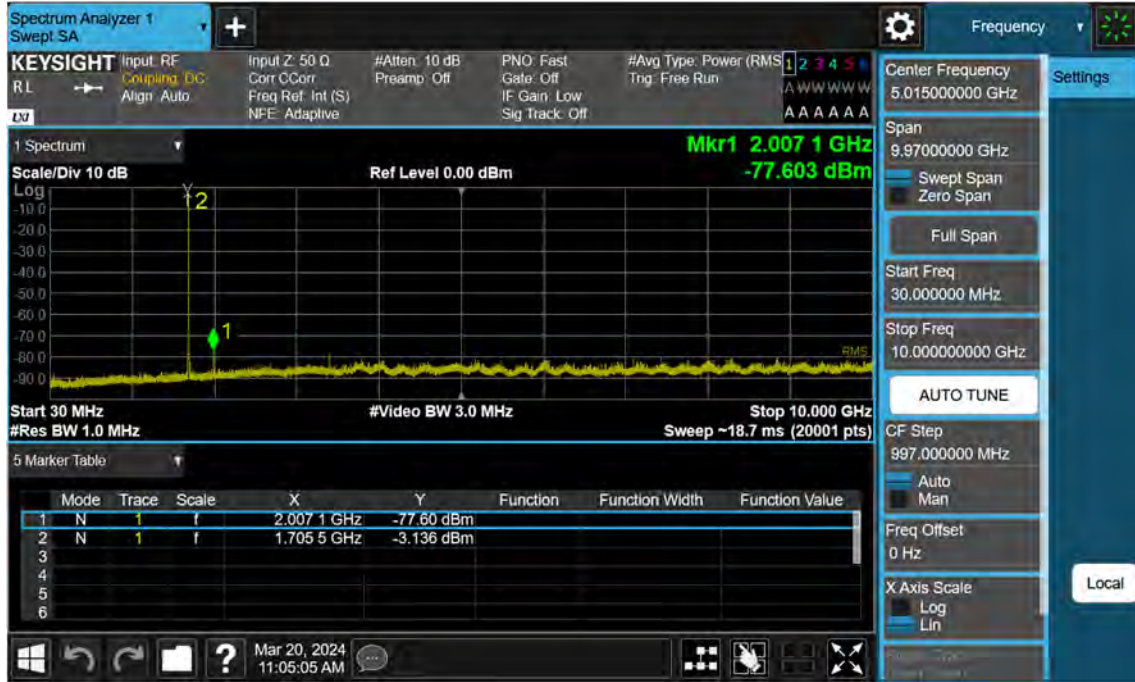 Spectrum Analyzer 1
Swept SA
+
Frequency
KEYSIGHT
RL
LXI
Input: RF
Coupling: DC
Align: Auto
Input Z: 50 Ω
Corr CCorr
Freq Ref: Int (S)
NFE: Adaptive
#Atten: 10 dB
Preamp: Off
PNO: Fast
Gate: Off
IF Gain: Low
Sig Track: Off
#Avg Type: Power (RMS
Trig: Free Run
1 2 3 4 5 6
A W W W W W
A A A A A A
1 Spectrum
Scale/Div 10 dB
Ref Level 0.00 dBm
Mkr1 2.007 1 GHz
-77.603 dBm
Log
-10.0
-20.0
-30.0
-40.0
-50.0
-60.0
-70.0
-80.0
-90.0
2
1
RMS
Start 30 MHz
#Video BW 3.0 MHz
Stop 10.000 GHz
#Res BW 1.0 MHz
Sweep ~18.7 ms (20001 pts)
5 Marker Table
Mode Trace Scale X Y Function Function Width Function Value
1 N 1 f 2.007 1 GHz -77.60 dBm
2 N 1 f 1.705 5 GHz -3.136 dBm
3
4
5
6
?
Mar 20, 2024
11:05:05 AM
Center Frequency
5.015000000 GHz
Settings
Span
9.97000000 GHz
Swept Span
Zero Span
Full Span
Start Freq
30.000000 MHz
Stop Freq
10.000000000 GHz
AUTO TUNE
CF Step
997.000000 MHz
Auto
Man
Freq Offset
0 Hz
X Axis Scale
Log
Lin
Local